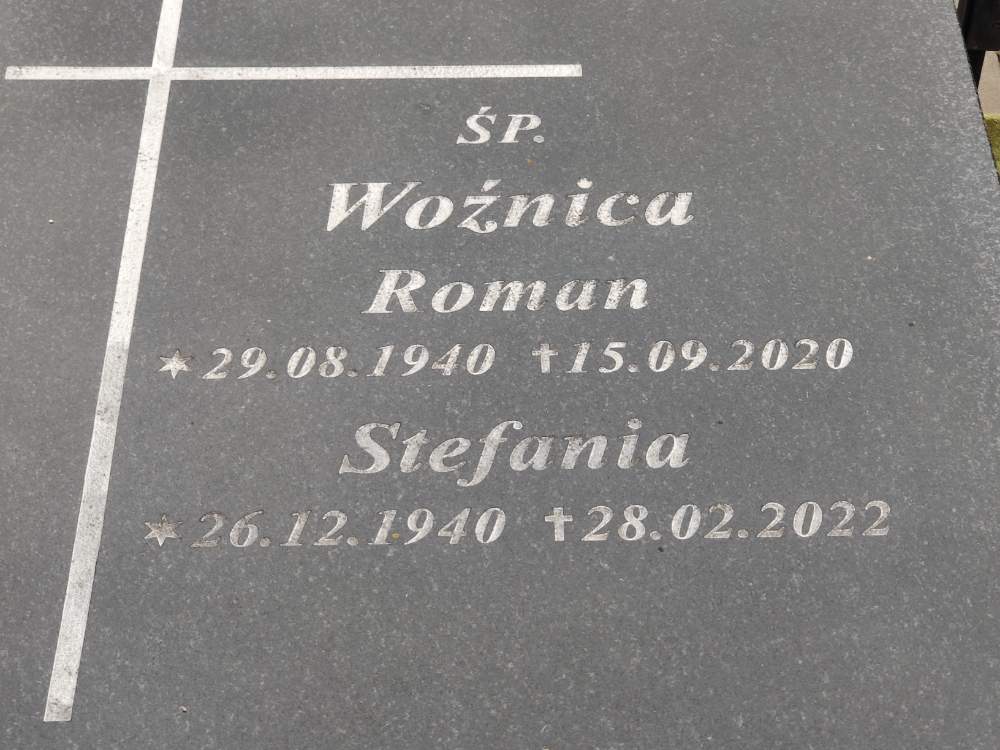 ŚP.
Woźnica
Roman
✶29.08.1940 ✝15.09.2020
Stefania
✶26.12.1940 ✝28.02.2022